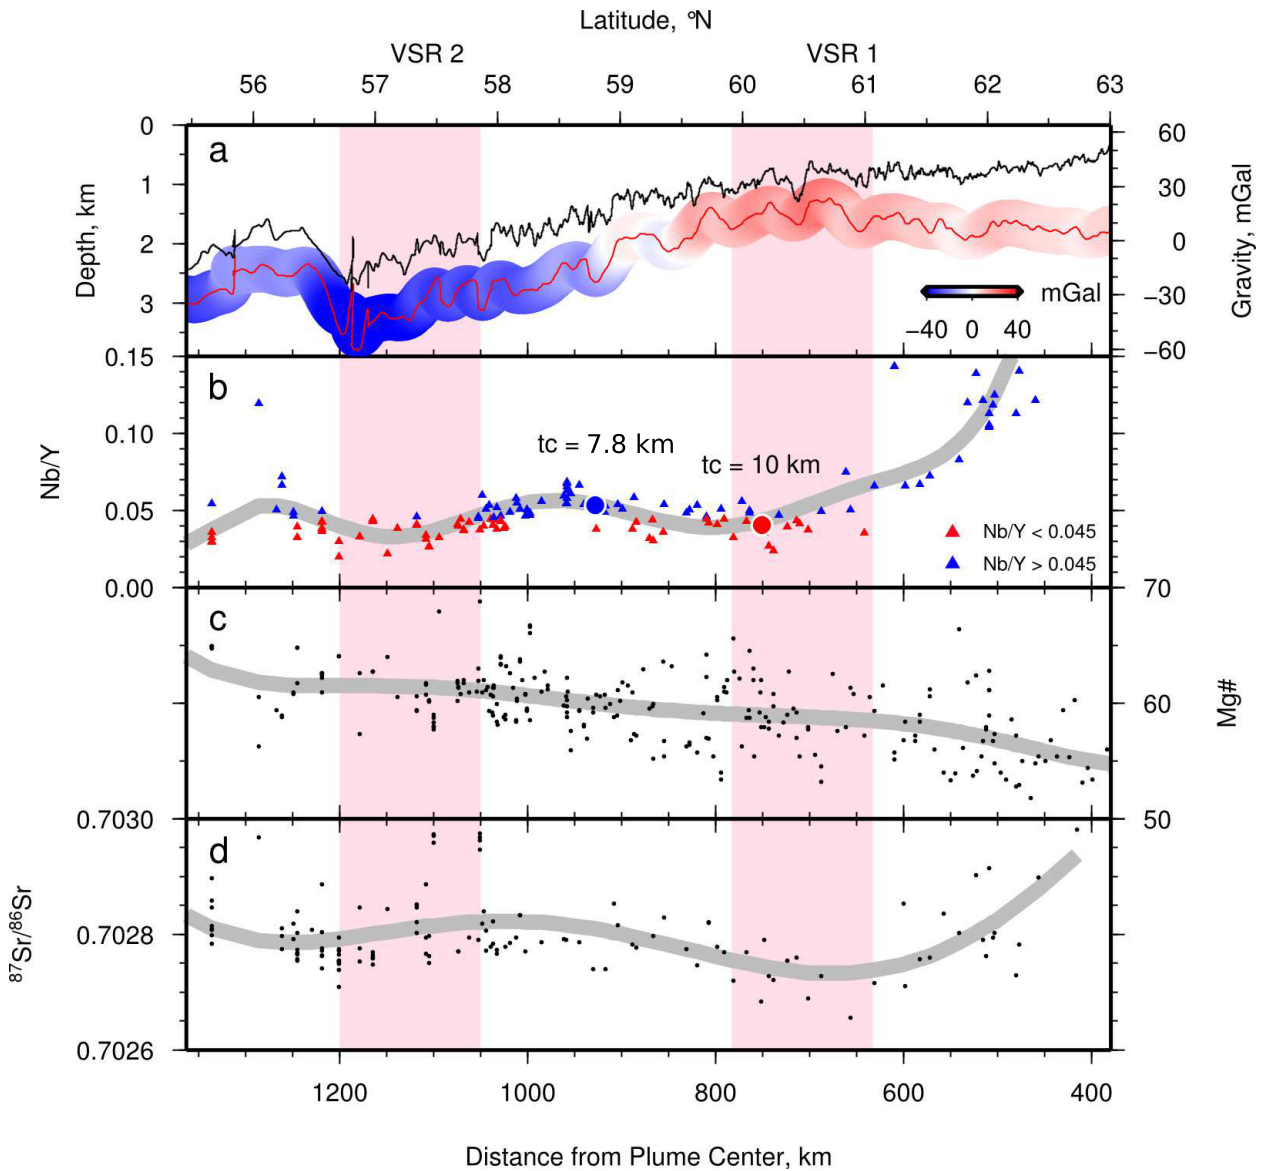 Latitude, °N
VSR 2
VSR 1
56 57 58 59 60 61 62 63
a
0
1
2
3
Depth, km
60
30
0
−30
−60
Gravity, mGal
mGal
−40 0 40
b
0.15
0.10
0.05
0.00
Nb/Y
tc = 7.8 km
tc = 10 km
Nb/Y < 0.045
Nb/Y > 0.045
c
70
60
50
Mg#
d
0.7030
0.7028
0.7026
87Sr/86Sr
1200 1000 800 600 400
Distance from Plume Center, km